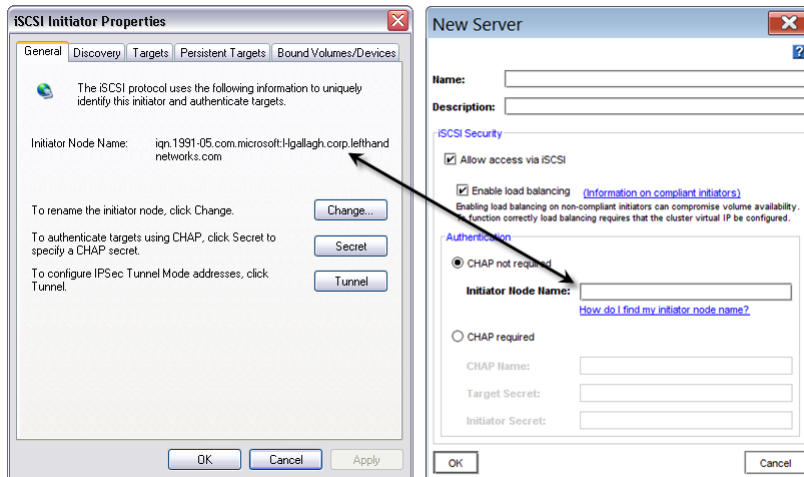 iSCSI Initiator Properties
General
Discovery
Targets
Persistent Targets
Bound Volumes/Devices
The iSCSI protocol uses the following information to uniquely
identify this initiator and authenticate targets.
Initiator Node Name:
iqn.1991-05.com.microsoft:l-lgallagh.corp.lefthand
networks.com
To rename the initiator node, click Change.
Change...
To authenticate targets using CHAP, click Secret to
specify a CHAP secret.
Secret
To configure IPSec Tunnel Mode addresses, click
Tunnel.
Tunnel
OK
Cancel
Apply
New Server
?
Name:
Description:
iSCSI Security
Allow access via iSCSI
Enable load balancing
(Information on compliant initiators)
Enabling load balancing on non-compliant initiators can compromise volume availability.
To function correctly load balancing requires that the cluster virtual IP be configured.
Authentication
CHAP not required
Initiator Node Name:
How do I find my initiator node name?
CHAP required
CHAP Name:
Target Secret:
Initiator Secret:
OK
Cancel